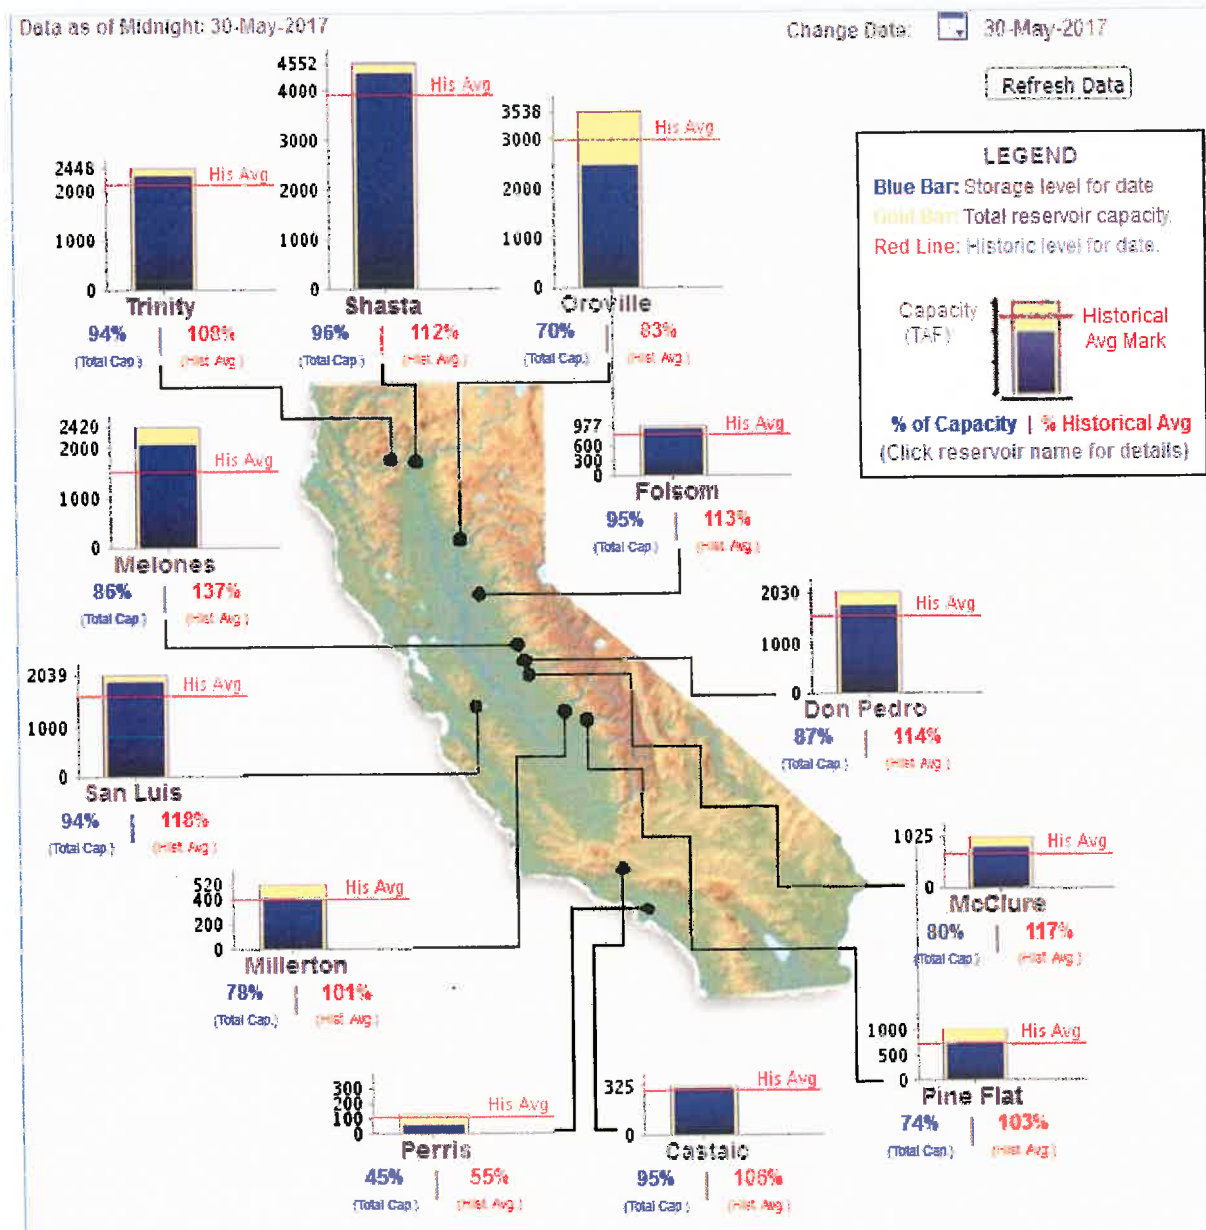 Data as of Midnight: 30-May-2017
Change Date: 30-May-2017
Refresh Data
LEGEND
Blue Bar: Storage level for date
Gold Bar: Total reservoir capacity.
Red Line: Historic level for date.
Capacity
(TAF)
Historical
Avg Mark
% of Capacity | % Historical Avg
(Click reservoir name for details)
2448
2000
1000
0
His Avg
Trinity
94% | 108%
(Total Cap.) (Hist. Avg.)
4552
4000
3000
2000
1000
0
His Avg
Shasta
96% | 112%
(Total Cap.) (Hist. Avg.)
3538
3000
2000
1000
0
His Avg
Oroville
70% | 83%
(Total Cap.) (Hist. Avg.)
2420
2000
1000
0
His Avg
Melones
86% | 137%
(Total Cap.) (Hist. Avg.)
977
600
300
0
His Avg
Folsom
95% | 113%
(Total Cap.) (Hist. Avg.)
2030
1000
0
His Avg
Don Pedro
87% | 114%
(Total Cap.) (Hist. Avg.)
2039
1000
0
His Avg
San Luis
94% | 118%
(Total Cap.) (Hist. Avg.)
1025
0
His Avg
McClure
80% | 117%
(Total Cap.) (Hist. Avg.)
520
400
200
0
His Avg
Millerton
78% | 101%
(Total Cap.) (Hist. Avg.)
1000
500
0
His Avg
Pine Flat
74% | 103%
(Total Cap.) (Hist. Avg.)
300
200
100
0
His Avg
Perris
45% | 55%
(Total Cap.) (Hist. Avg.)
325
0
His Avg
Castaic
95% | 106%
(Total Cap.) (Hist. Avg.)